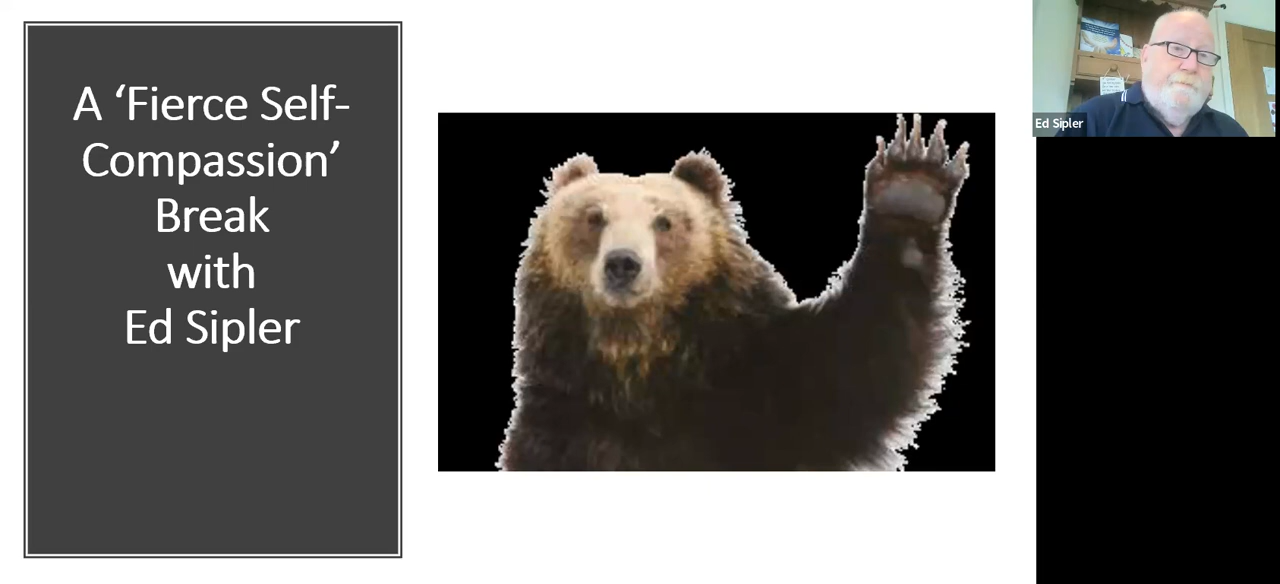 A ‘Fierce Self-
Compassion’
Break
with
Ed Sipler
Ed Sipler